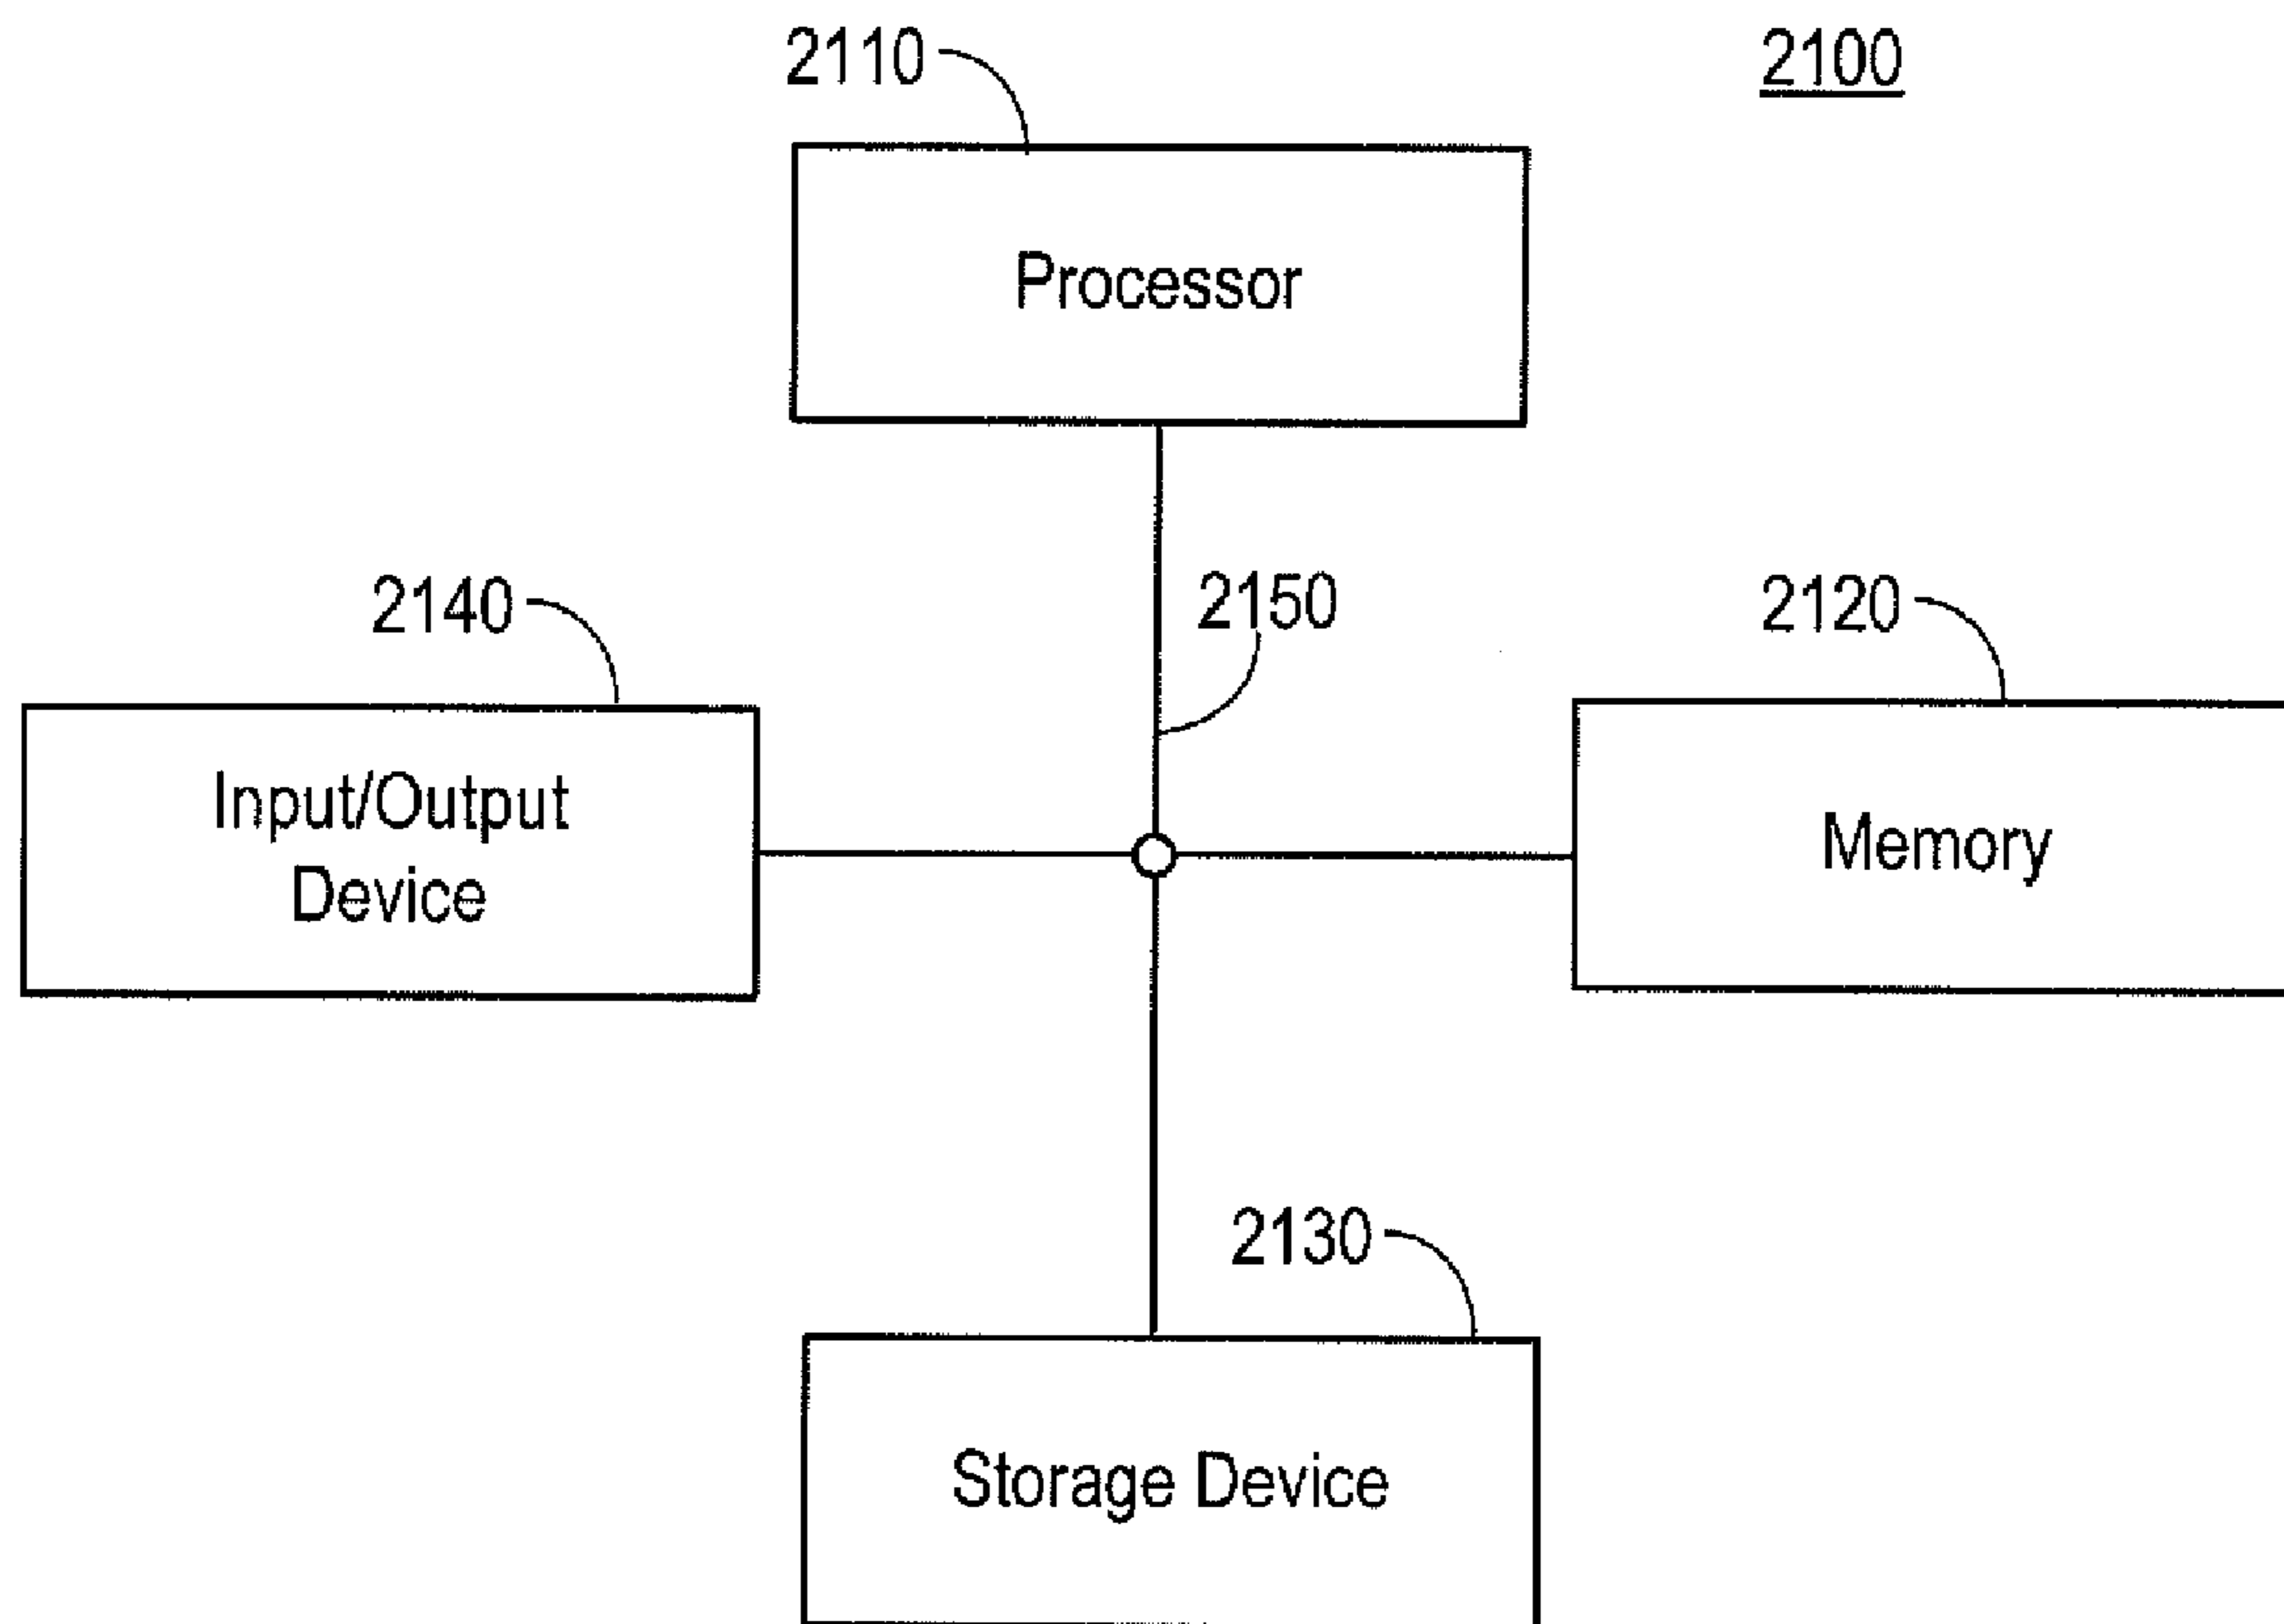 2110
2100
Processor
2140
2150
2120
Input/Output
Device
Memory
2130
Storage Device